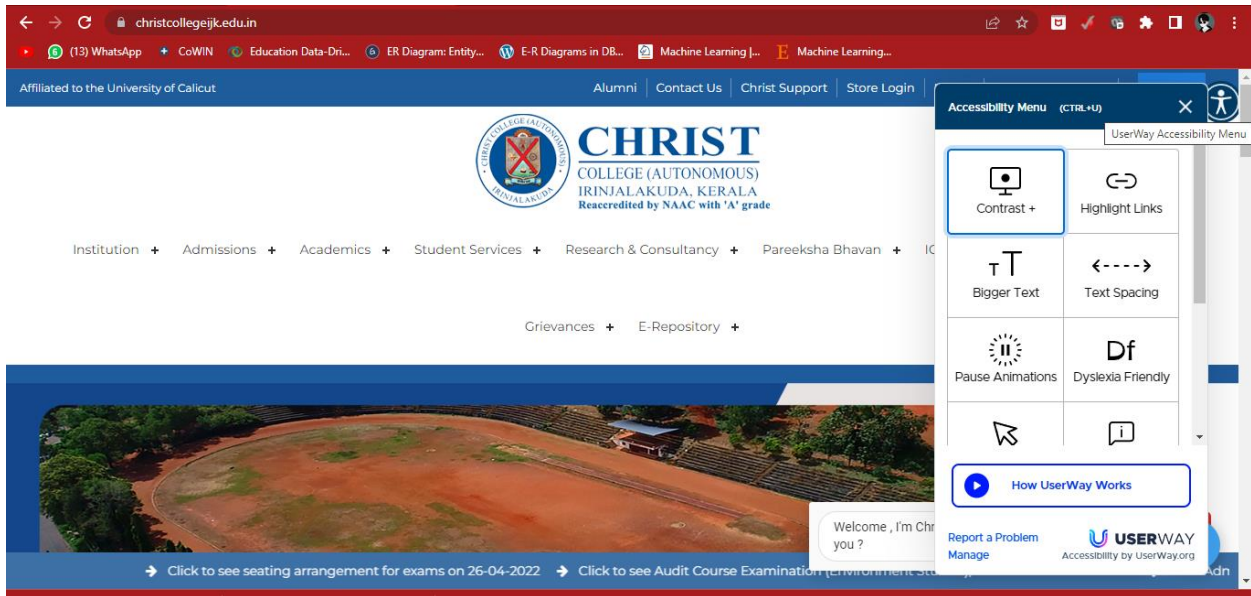 christcollegeijk.edu.in
(13) WhatsApp CoWIN Education Data-Dri... ER Diagram: Entity... E-R Diagrams in DB... Machine Learning |... Machine Learning...
Affiliated to the University of Calicut Alumni Contact Us Christ Support Store Login
CHRIST COLLEGE (AUTONOMOUS)
IRINJALAKUDA
CHRIST
COLLEGE (AUTONOMOUS)
IRINJALAKUDA, KERALA
Reaccredited by NAAC with 'A' grade
Institution + Admissions + Academics + Student Services + Research & Consultancy + Pareeksha Bhavan +
Grievances + E-Repository +
Accessibility Menu (CTRL+U)
UserWay Accessibility Menu
Contrast + Highlight Links
Bigger Text Text Spacing
Pause Animations Df Dyslexia Friendly
How UserWay Works
Report a Problem
Manage
USERWAY
Accessibility by UserWay.org
Welcome , I'm Chr
you ?
Click to see seating arrangement for exams on 26-04-2022 Click to see Audit Course Examination